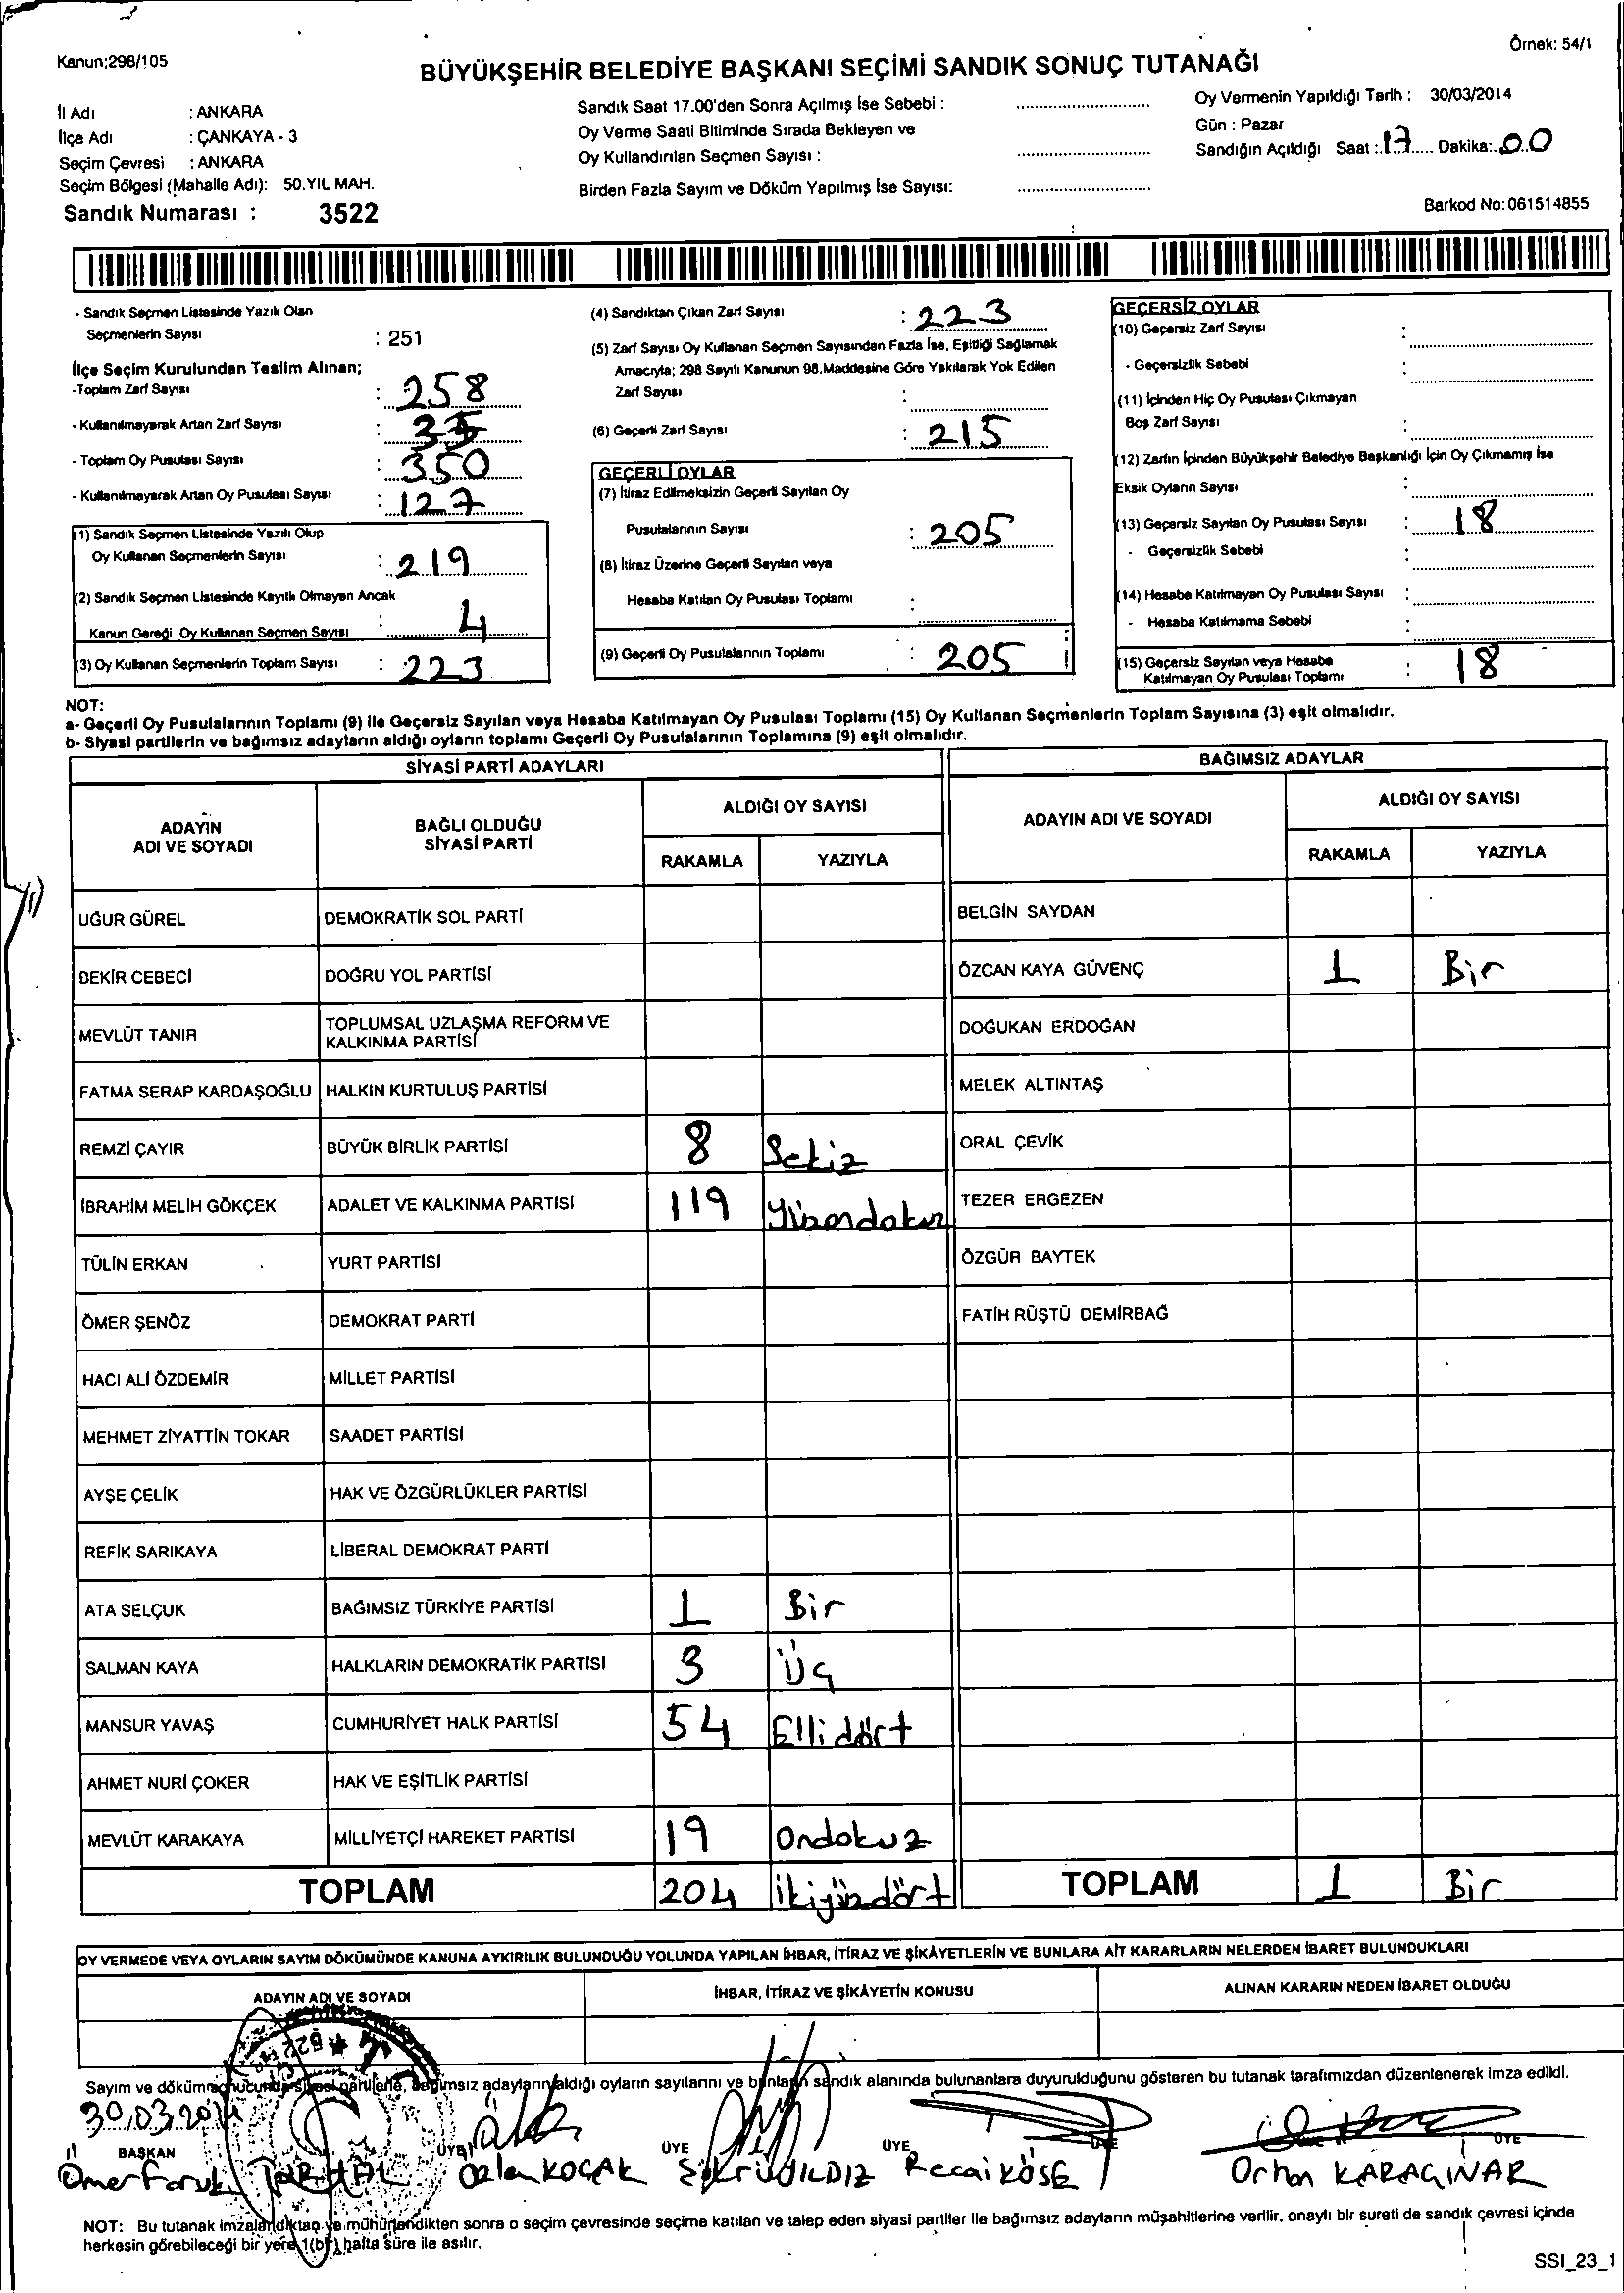 Kanun;298/105
Örnek: 54/1
BÜYÜKŞEHİR BELEDİYE BAŞKANI SEÇİMİ SANDIK SONUÇ TUTANAĞI
İl Adı : ANKARA
İlçe Adı : ÇANKAYA - 3
Seçim Çevresi : ANKARA
Seçim Bölgesi (Mahalle Adı): 50.YIL MAH.
Sandık Numarası : 3522
Sandık Saat 17.00'den Sonra Açılmış İse Sebebi :
Oy Verme Saati Bitiminde Sırada Bekleyen ve
Oy Kullandırılan Seçmen Sayısı :
Birden Fazla Sayım ve Döküm Yapılmış İse Sayısı:
Oy Vermenin Yapıldığı Tarih : 30/03/2014
Gün : Pazar
Sandığın Açıldığı Saat : 17 Dakika: 00
Barkod No:061514855
- Sandık Seçmen Listesinde Yazılı Olan
Seçmenlerin Sayısı : 251
İlçe Seçim Kurulundan Teslim Alınan;
-Toplam Zarf Sayısı : 258
- Kullanılmayarak Artan Zarf Sayısı :
- Toplam Oy Pusulası Sayısı : 350
- Kullanılmayarak Artan Oy Pusulası Sayısı : 127
(1) Sandık Seçmen Listesinde Yazılı Olup
Oy Kullanan Seçmenlerin Sayısı : 219
(2) Sandık Seçmen Listesinde Kayıtlı Olmayan Ancak
Kanun Gereği Oy Kullanan Seçmen Sayısı : 4
(3) Oy Kullanan Seçmenlerin Toplam Sayısı : 223
(4) Sandıktan Çıkan Zarf Sayısı : 223
(5) Zarf Sayısı Oy Kullanan Seçmen Sayısından Fazla İse, Eşitliği Sağlamak
Amacıyla; 298 Sayılı Kanunun 98.Maddesine Göre Yakılarak Yok Edilen
Zarf Sayısı :
(6) Geçerli Zarf Sayısı : 215
GEÇERLİ OYLAR
(7) İtiraz Edilmeksizin Geçerli Sayılan Oy
Pusulalarının Sayısı : 205
(8) İtiraz Üzerine Geçerli Sayılan veya
Hesaba Katılan Oy Pusulası Toplamı :
(9) Geçerli Oy Pusulalarının Toplamı : 205
GEÇERSİZ OYLAR
(10) Geçersiz Zarf Sayısı :
- Geçersizlik Sebebi :
(11) İçinden Hiç Oy Pusulası Çıkmayan
Boş Zarf Sayısı :
(12) Zarfın İçinden Büyükşehir Belediye Başkanlığı İçin Oy Çıkmamış İse
Eksik Oyların Sayısı :
(13) Geçersiz Sayılan Oy Pusulası Sayısı : 18
- Geçersizlik Sebebi :
(14) Hesaba Katılmayan Oy Pusulası Sayısı :
- Hesaba Katılmama Sebebi :
(15) Geçersiz Sayılan veya Hesaba
Katılmayan Oy Pusulası Toplamı : 18
NOT:
a- Geçerli Oy Pusulalarının Toplamı (9) ile Geçersiz Sayılan veya Hesaba Katılmayan Oy Pusulası Toplamı (15) Oy Kullanan Seçmenlerin Toplam Sayısına (3) eşit olmalıdır.
b- Siyasi partilerin ve bağımsız adayların aldığı oyların toplamı Geçerli Oy Pusulalarının Toplamına (9) eşit olmalıdır.
SİYASİ PARTİ ADAYLARI
BAĞIMSIZ ADAYLAR
ADAYIN ADI VE SOYADI
BAĞLI OLDUĞU SİYASİ PARTİ
ALDIĞI OY SAYISI
RAKAMLA YAZIYLA
ADAYIN ADI VE SOYADI
ALDIĞI OY SAYISI
RAKAMLA YAZIYLA
UĞUR GÜREL DEMOKRATİK SOL PARTİ BELGİN SAYDAN
BEKİR CEBECİ DOĞRU YOL PARTİSİ ÖZCAN KAYA GÜVENÇ 1 Bir
MEVLÜT TANIR TOPLUMSAL UZLAŞMA REFORM VE KALKINMA PARTİSİ DOĞUKAN ERDOĞAN
FATMA SERAP KARDAŞOĞLU HALKIN KURTULUŞ PARTİSİ MELEK ALTINTAŞ
REMZİ ÇAYIR BÜYÜK BİRLİK PARTİSİ 8 Sekiz ORAL ÇEVİK
İBRAHİM MELİH GÖKÇEK ADALET VE KALKINMA PARTİSİ 119 Yüzondokuz TEZER ERGEZEN
TÜLİN ERKAN YURT PARTİSİ ÖZGÜR BAYTEK
ÖMER ŞENÖZ DEMOKRAT PARTİ FATİH RÜŞTÜ DEMİRBAĞ
HACI ALİ ÖZDEMİR MİLLET PARTİSİ
MEHMET ZİYATTİN TOKAR SAADET PARTİSİ
AYŞE ÇELİK HAK VE ÖZGÜRLÜKLER PARTİSİ
REFİK SARIKAYA LİBERAL DEMOKRAT PARTİ
ATA SELÇUK BAĞIMSIZ TÜRKİYE PARTİSİ 1 Bir
SALMAN KAYA HALKLARIN DEMOKRATİK PARTİSİ 3 Üç
MANSUR YAVAŞ CUMHURİYET HALK PARTİSİ 54 Ellidört
AHMET NURİ ÇOKER HAK VE EŞİTLİK PARTİSİ
MEVLÜT KARAKAYA MİLLİYETÇİ HAREKET PARTİSİ 19 Ondokuz
TOPLAM 204 ikiyüzdört TOPLAM 1 Bir
OY VERMEDE VEYA OYLARIN SAYIM DÖKÜMÜNDE KANUNA AYKIRILIK BULUNDUĞU YOLUNDA YAPILAN İHBAR, İTİRAZ VE ŞİKÂYETLERİN VE BUNLARA AİT KARARLARIN NELERDEN İBARET BULUNDUKLARI
ADAYIN ADI VE SOYADI İHBAR, İTİRAZ VE ŞİKÂYETİN KONUSU ALINAN KARARIN NEDEN İBARET OLDUĞU
Sayım ve döküm sonucunda siyasi partilerle, bağımsız adayların aldığı oyların sayılarını ve bunların sandık alanında bulunanlara duyurulduğunu gösteren bu tutanak tarafımızdan düzenlenerek imza edildi.
30.03.2014
BAŞKAN ÜYE ÜYE ÜYE ÜYE
Ömer Faruk Özlem KOÇAK Şükrü YILDIZ Recai KÖSE Orhan KARAÇINAR
NOT: Bu tutanak imzalandıktan ve mühürlendikten sonra o seçim çevresinde seçime katılan ve talep eden siyasi partiler ile bağımsız adayların müşahitlerine verilir, onaylı bir sureti de sandık çevresi içinde
herkesin görebileceği bir yere 1(bir) hafta süre ile asılır.
SSI_23_1